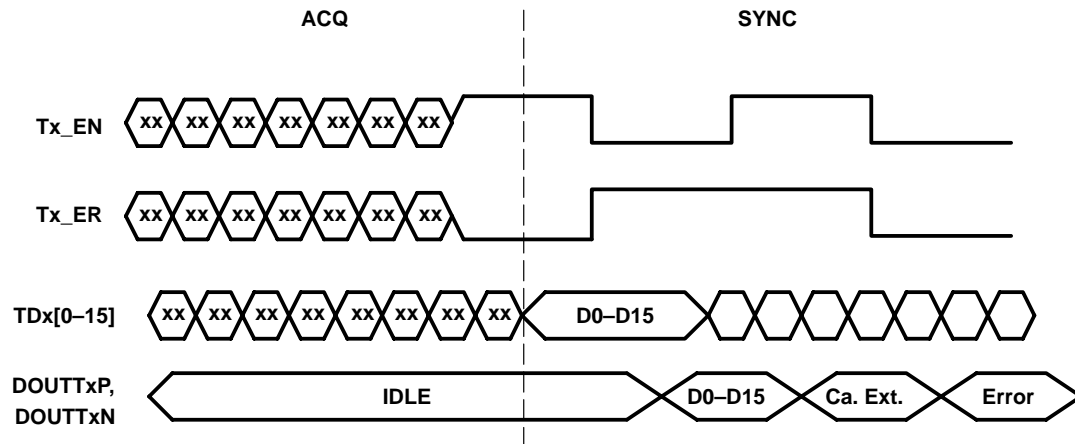 ACQ SYNC
Tx_EN xx xx xx xx xx xx xx
Tx_ER xx xx xx xx xx xx xx
TDx[0–15] xx xx xx xx xx xx xx xx D0–D15
DOUTTxP,
DOUTTxN IDLE D0–D15 Ca. Ext. Error